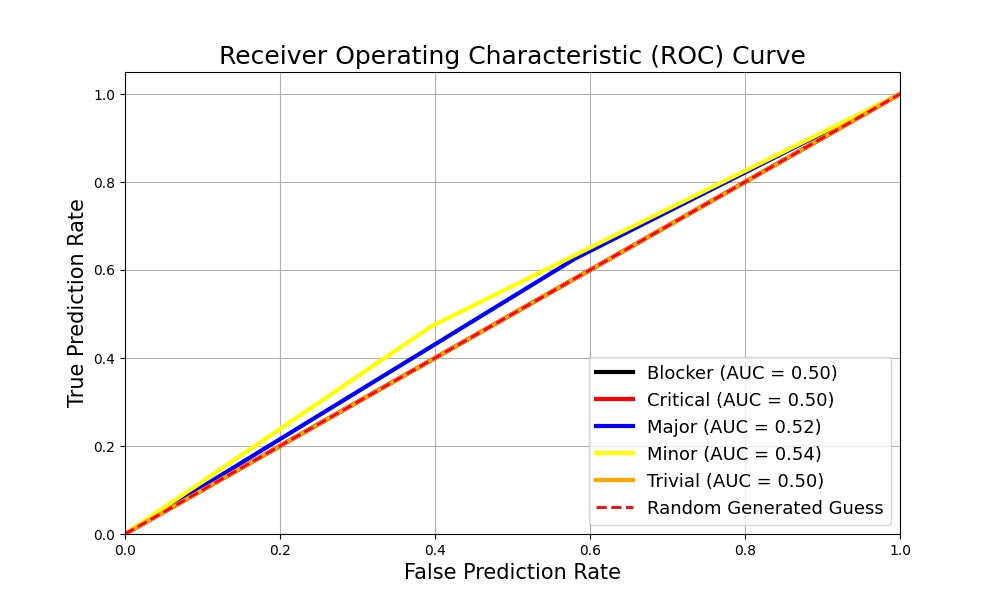 Receiver Operating Characteristic (ROC) Curve
True Prediction Rate
1.0
0.8
0.6
0.4
0.2
0.0
Blocker (AUC = 0.50)
Critical (AUC = 0.50)
Major (AUC = 0.52)
Minor (AUC = 0.54)
Trivial (AUC = 0.50)
Random Generated Guess
0.0 0.2 0.4 0.6 0.8 1.0
False Prediction Rate